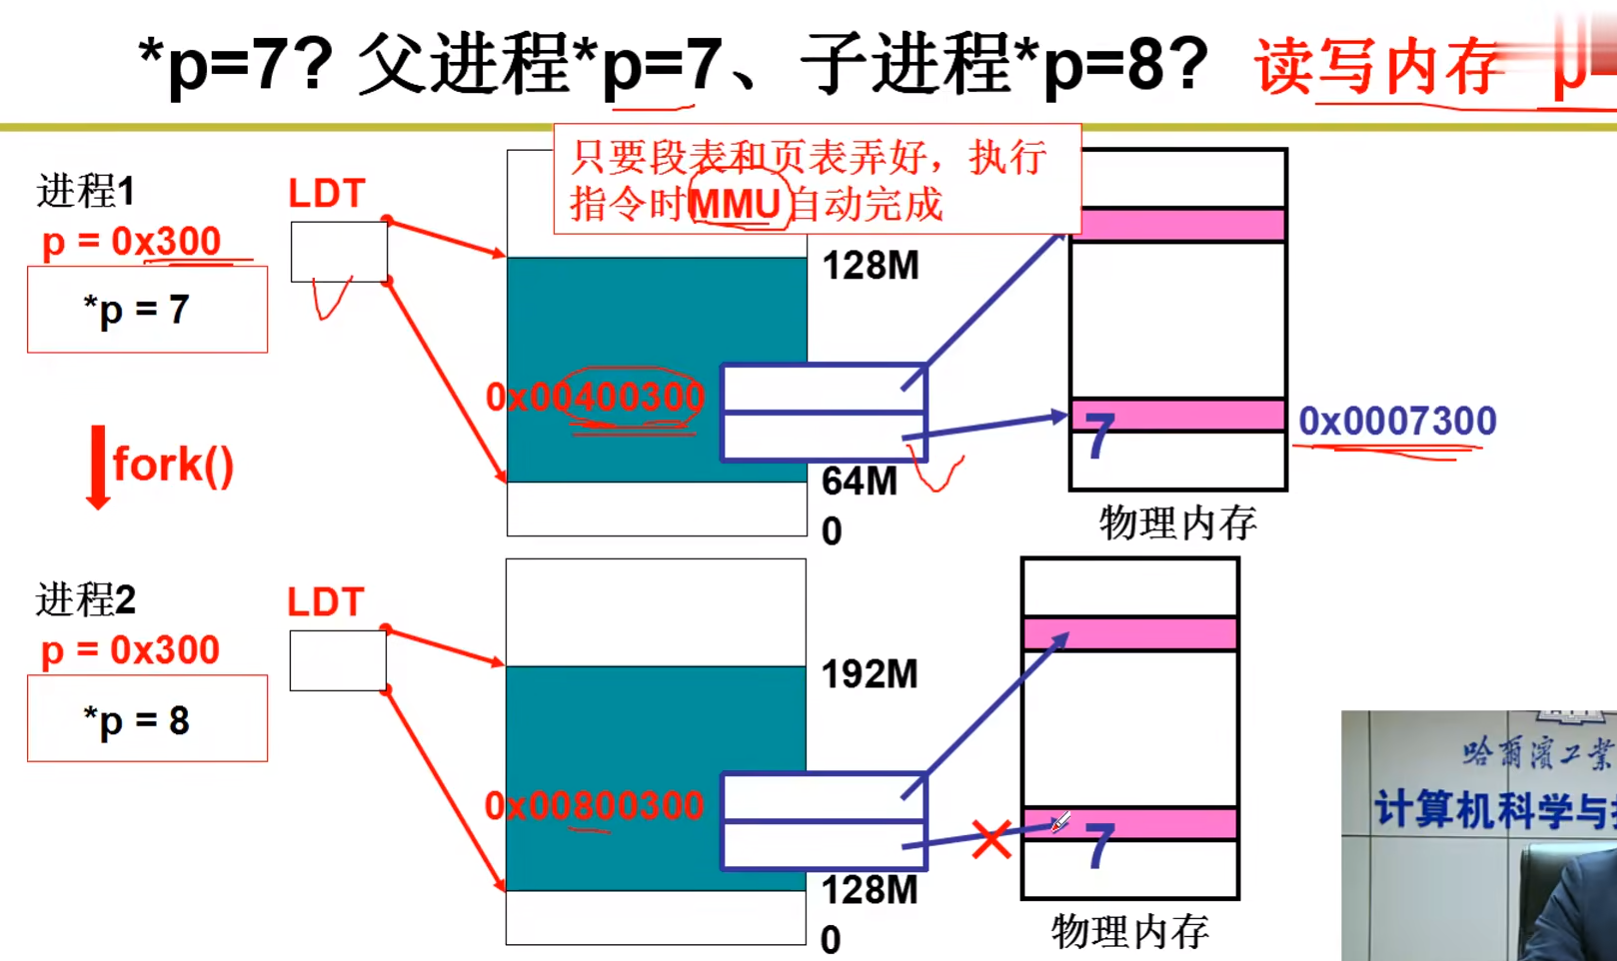 *p=7? 父进程*p=7、子进程*p=8? 读写内存 p
只要段表和页表弄好，执行
指令时MMU自动完成
进程1
LDT
p = 0x300
*p = 7
128M
0x00400300
7
0x0007300
64M
0
物理内存
fork()
进程2
LDT
p = 0x300
*p = 8
192M
0x00800300
7
128M
0
物理内存
哈爾濱工業
计算机科学与